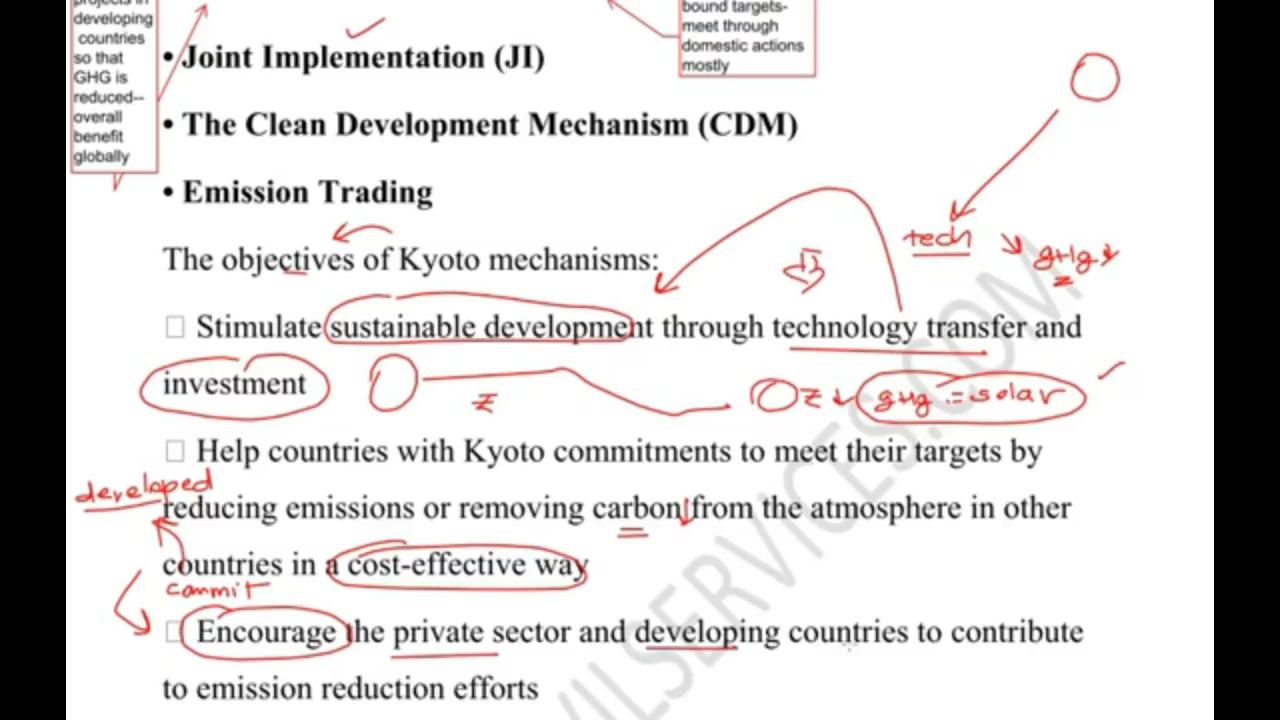 projects in
developing
countries
so that
GHG is
reduced--
overall
benefit
globally
bound targets-
meet through
domestic actions
mostly
• Joint Implementation (JI)
• The Clean Development Mechanism (CDM)
• Emission Trading
tech
gHg
The objectives of Kyoto mechanisms:
□ Stimulate sustainable development through technology transfer and
investment
gHg = solar
□ Help countries with Kyoto commitments to meet their targets by
developed
reducing emissions or removing carbon from the atmosphere in other
countries in a cost-effective way
commit
□ Encourage the private sector and developing countries to contribute
to emission reduction efforts
VILSERVICES.COM